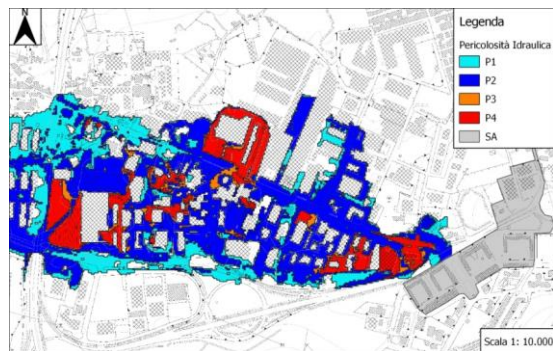 N
Legenda
Pericolosità Idraulica
P1
P2
P3
P4
SA
Scala 1: 10.000